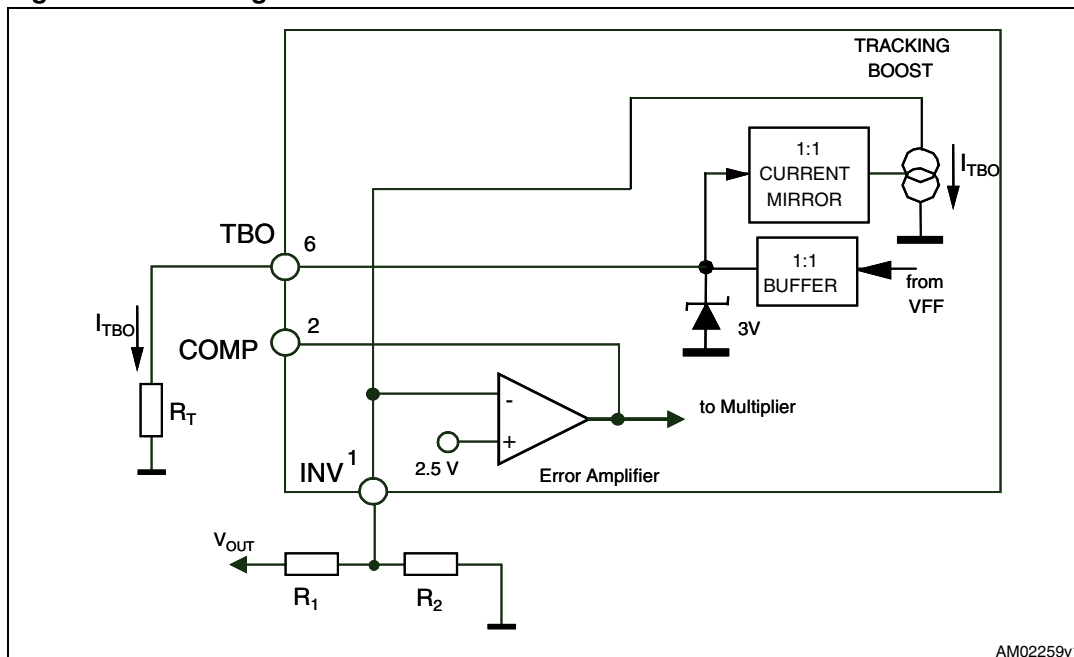 TRACKING
BOOST
1:1
CURRENT
MIRROR
I_TBO
TBO
6
1:1
BUFFER
from
VFF
I_TBO
3V
COMP
2
R_T
-
+
to Multiplier
2.5 V
Error Amplifier
INV
1
V_OUT
R_1
R_2
AM02259v1